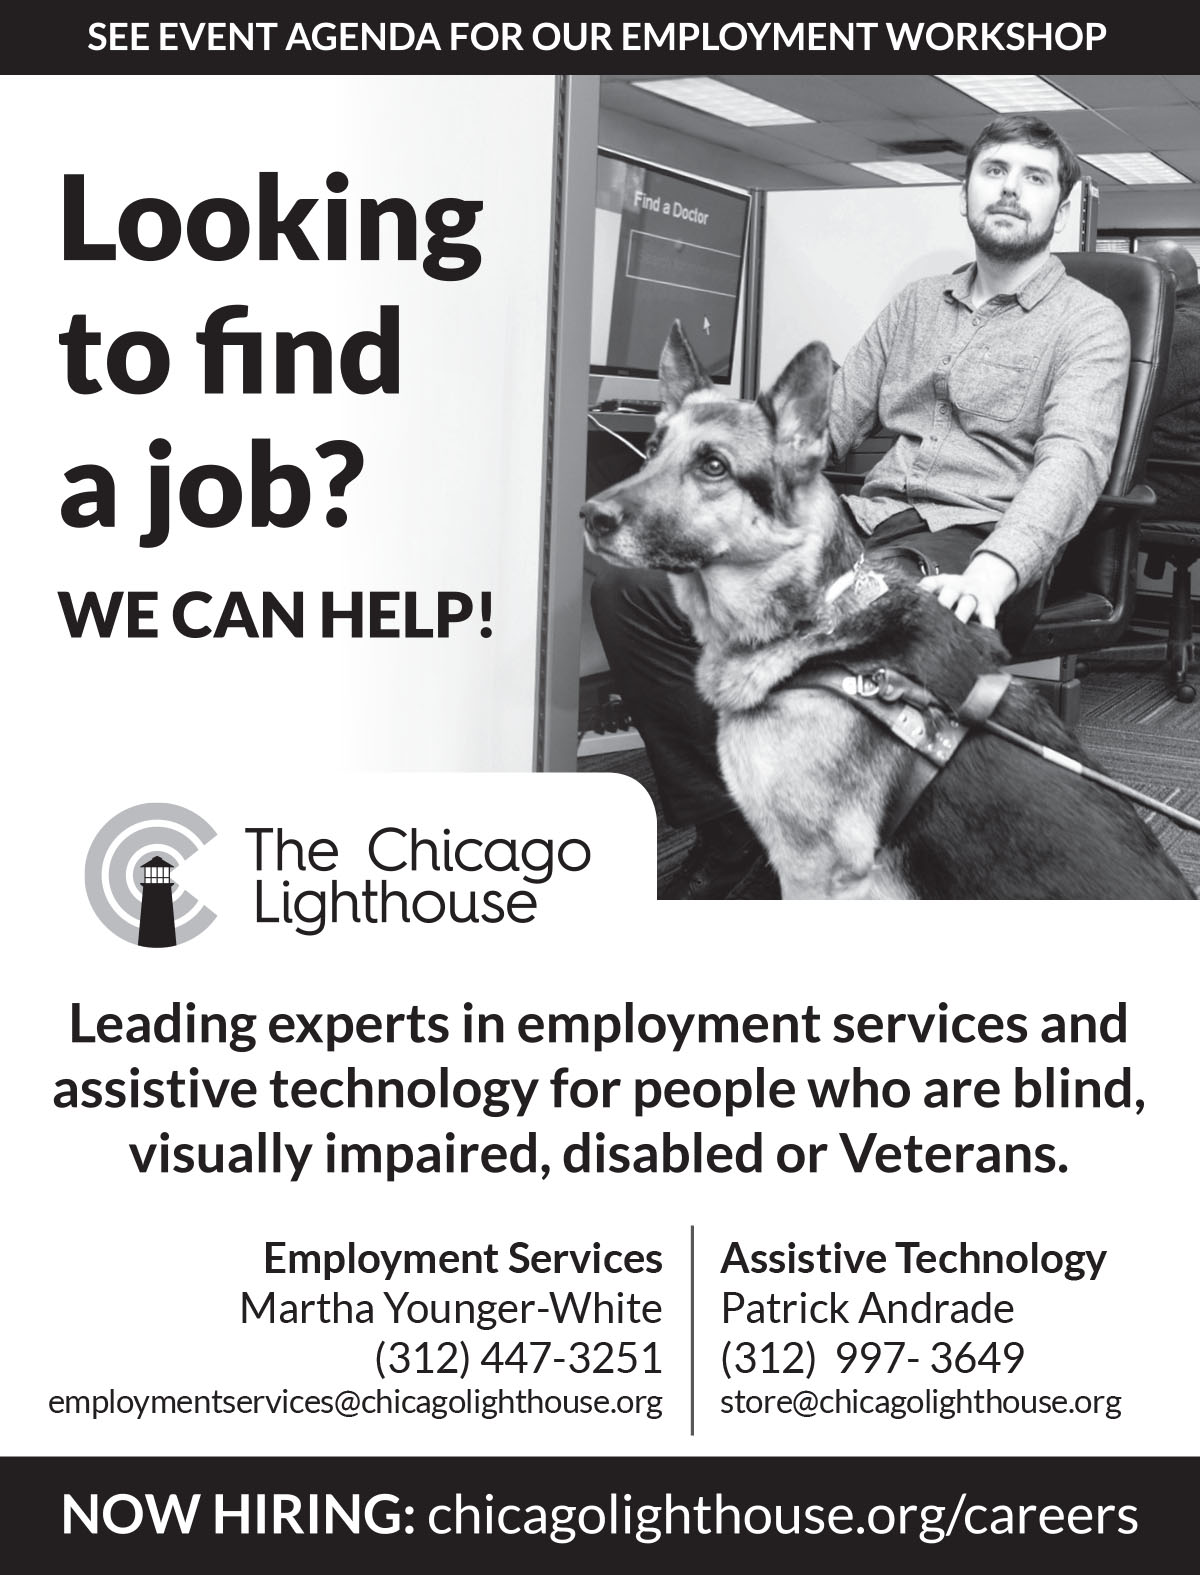 SEE EVENT AGENDA FOR OUR EMPLOYMENT WORKSHOP
Find a Doctor
Looking
to find
a job?
WE CAN HELP!
The Chicago
Lighthouse
Leading experts in employment services and
assistive technology for people who are blind,
visually impaired, disabled or Veterans.
Employment Services
Martha Younger-White
(312) 447-3251
employmentservices@chicagolighthouse.org
Assistive Technology
Patrick Andrade
(312) 997- 3649
store@chicagolighthouse.org
NOW HIRING: chicagolighthouse.org/careers